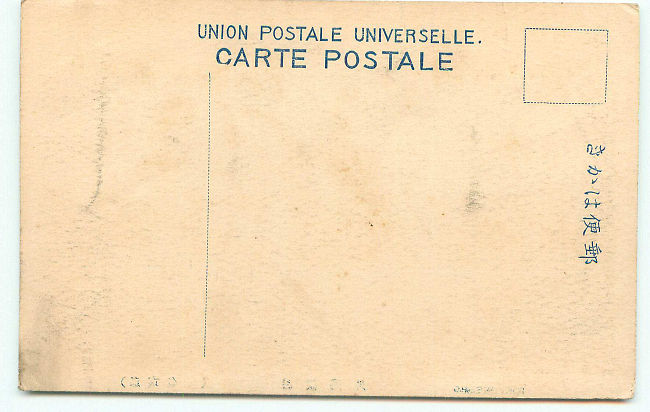 UNION POSTALE UNIVERSELLE.
CARTE POSTALE
郵便はかき